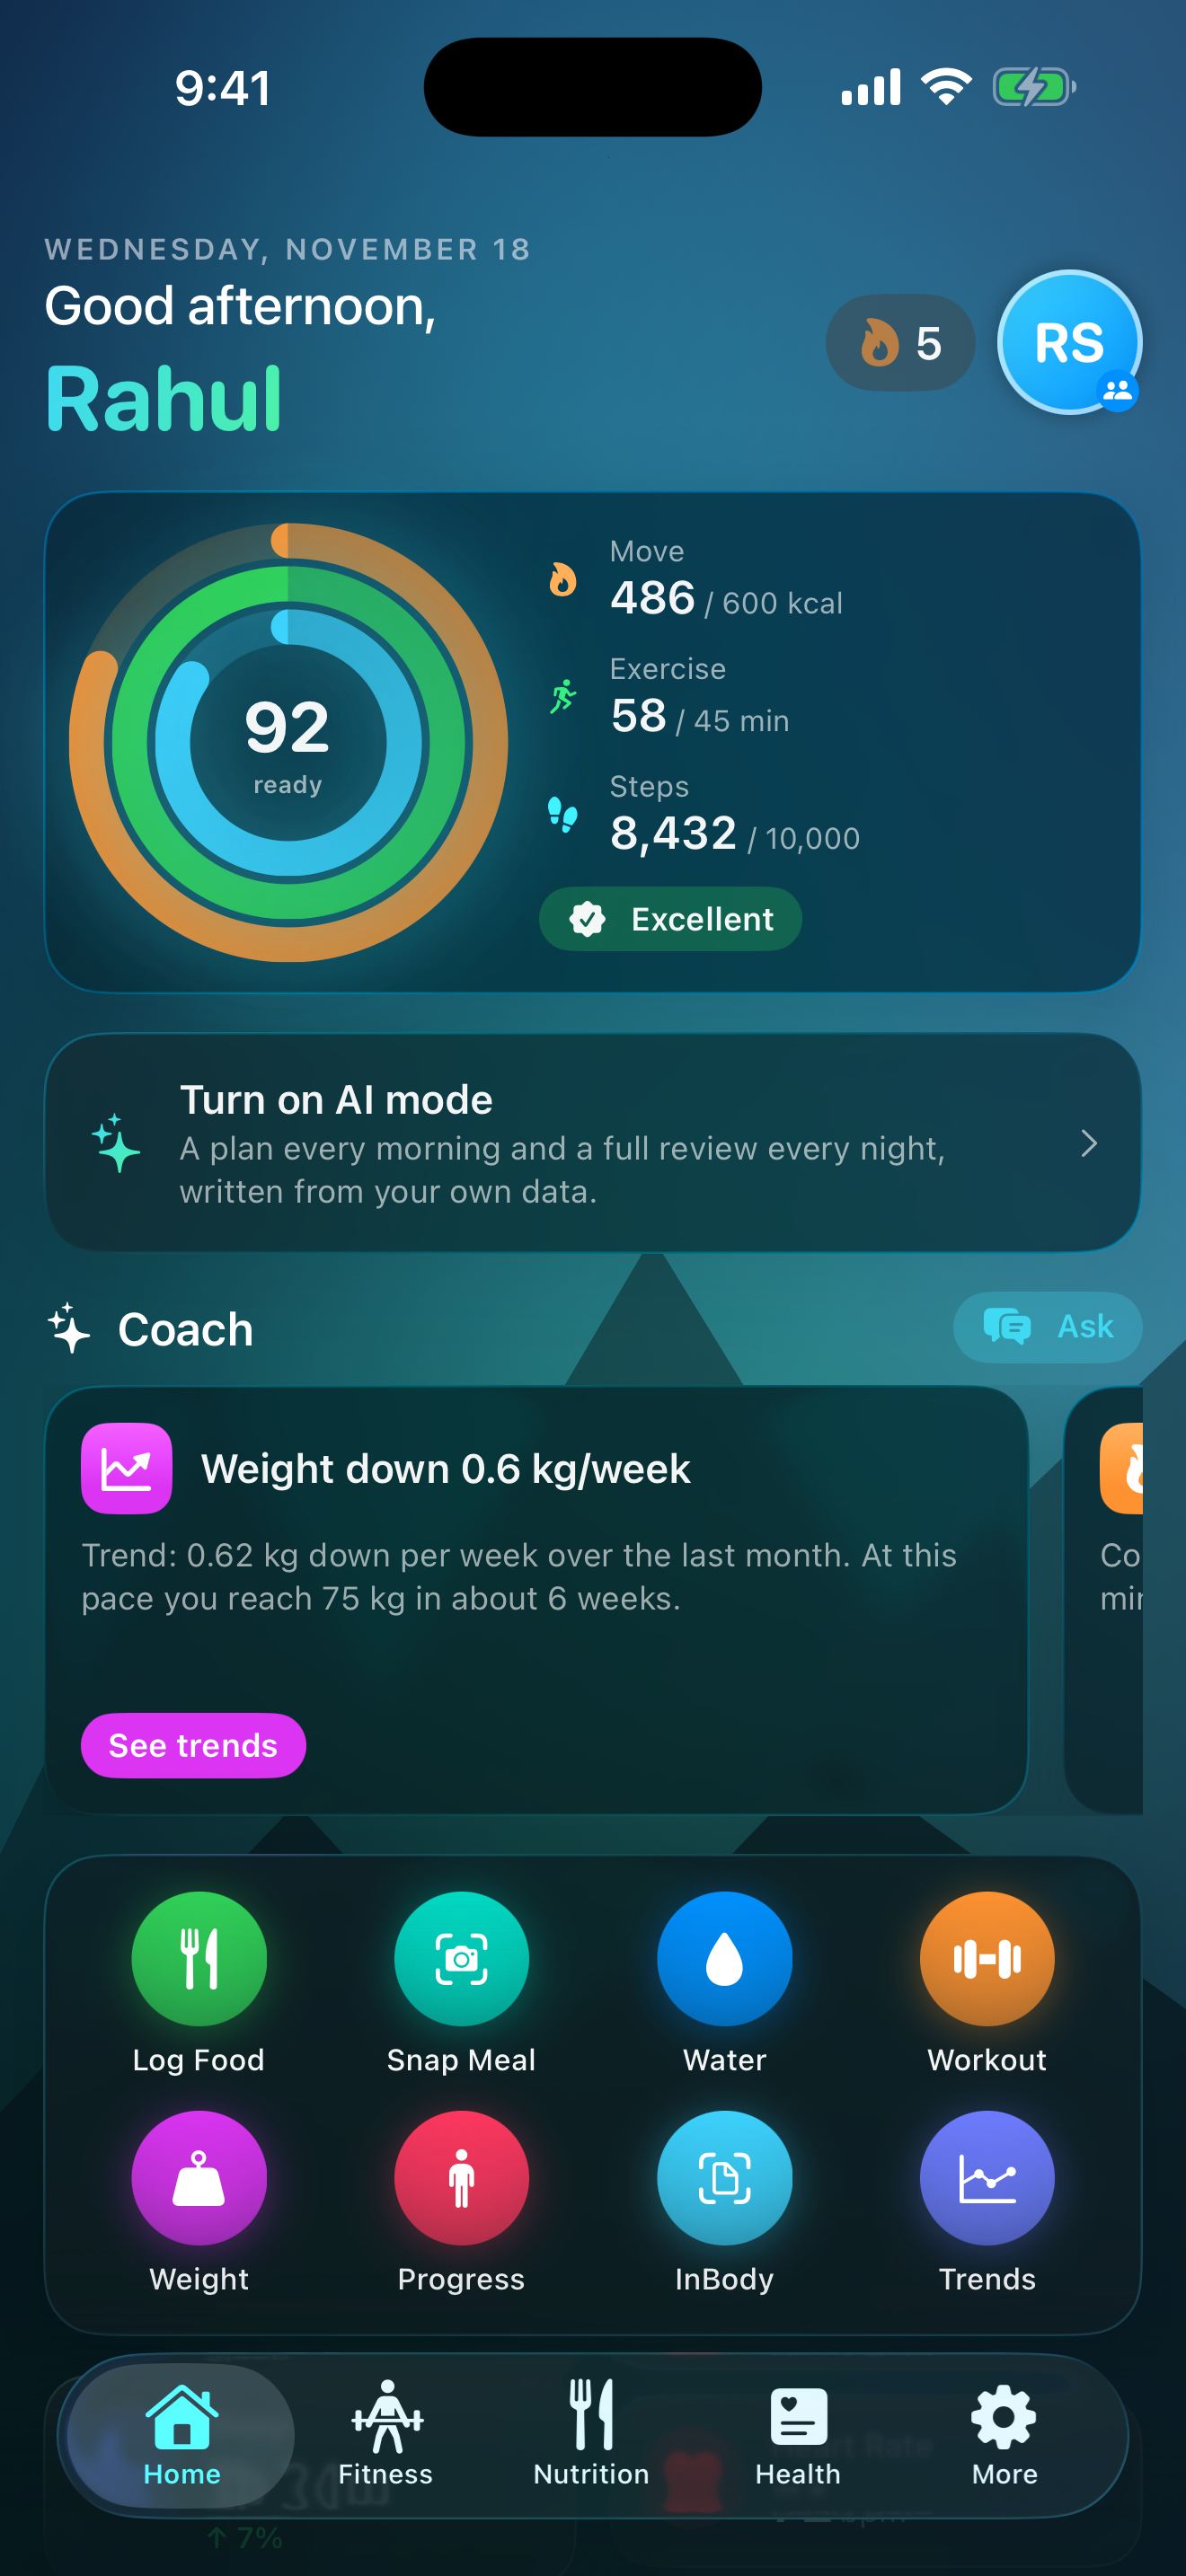 9:41
WEDNESDAY, NOVEMBER 18
Good afternoon,
Rahul
5
RS
92
ready
Move
486 / 600 kcal
Exercise
58 / 45 min
Steps
8,432 / 10,000
Excellent
Turn on AI mode
A plan every morning and a full review every night,
written from your own data.
Coach
Ask
Weight down 0.6 kg/week
Trend: 0.62 kg down per week over the last month. At this
pace you reach 75 kg in about 6 weeks.
See trends
Log Food
Snap Meal
Water
Workout
Weight
Progress
InBody
Trends
Heart Rate
Home
Fitness
Nutrition
Health
More
↑ 7%